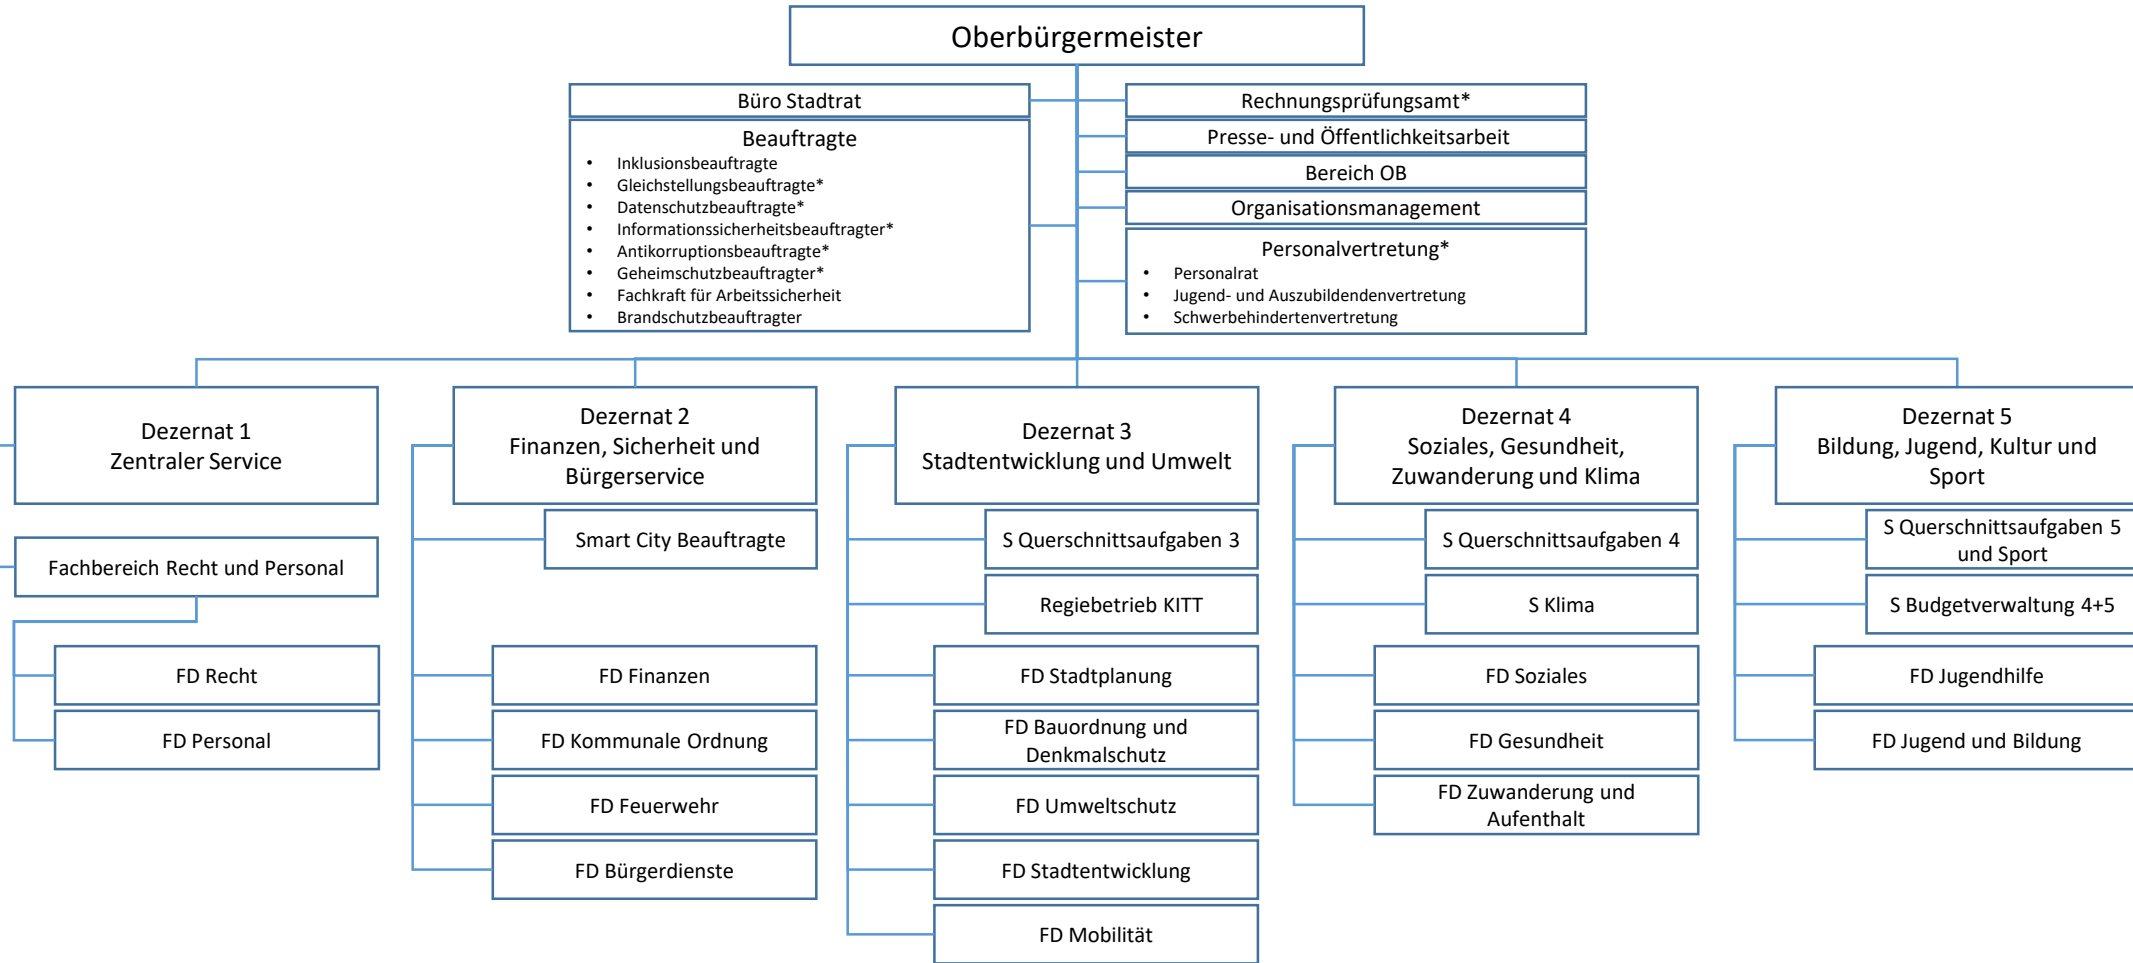 Oberbürgermeister
Büro Stadtrat
Beauftragte
• Inklusionsbeauftragte
• Gleichstellungsbeauftragte*
• Datenschutzbeauftragte*
• Informationssicherheitsbeauftragter*
• Antikorruptionsbeauftragte*
• Geheimschutzbeauftragter*
• Fachkraft für Arbeitssicherheit
• Brandschutzbeauftragter
Rechnungsprüfungsamt*
Presse- und Öffentlichkeitsarbeit
Bereich OB
Organisationsmanagement
Personalvertretung*
• Personalrat
• Jugend- und Auszubildendenvertretung
• Schwerbehindertenvertretung
Dezernat 1
Zentraler Service
Fachbereich Recht und Personal
FD Recht
FD Personal
Dezernat 2
Finanzen, Sicherheit und
Bürgerservice
Smart City Beauftragte
FD Finanzen
FD Kommunale Ordnung
FD Feuerwehr
FD Bürgerdienste
Dezernat 3
Stadtentwicklung und Umwelt
S Querschnittsaufgaben 3
Regiebetrieb KITT
FD Stadtplanung
FD Bauordnung und
Denkmalschutz
FD Umweltschutz
FD Stadtentwicklung
FD Mobilität
Dezernat 4
Soziales, Gesundheit,
Zuwanderung und Klima
S Querschnittsaufgaben 4
S Klima
FD Soziales
FD Gesundheit
FD Zuwanderung und
Aufenthalt
Dezernat 5
Bildung, Jugend, Kultur und
Sport
S Querschnittsaufgaben 5
und Sport
S Budgetverwaltung 4+5
FD Jugendhilfe
FD Jugend und Bildung